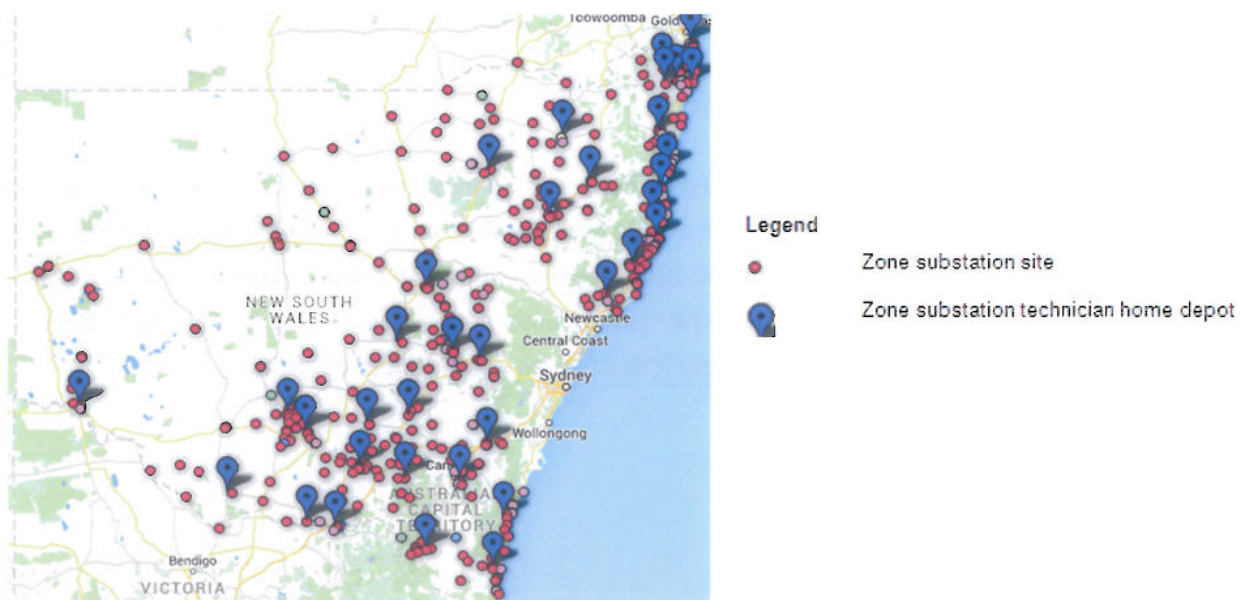 Toowoomba
Gold
NEW SOUTH
WALES
Newcastle
Central Coast
Sydney
Wollongong
AUSTRALIA
CAPITAL
TERRITORY
Bendigo
VICTORIA
Legend
Zone substation site
Zone substation technician home depot